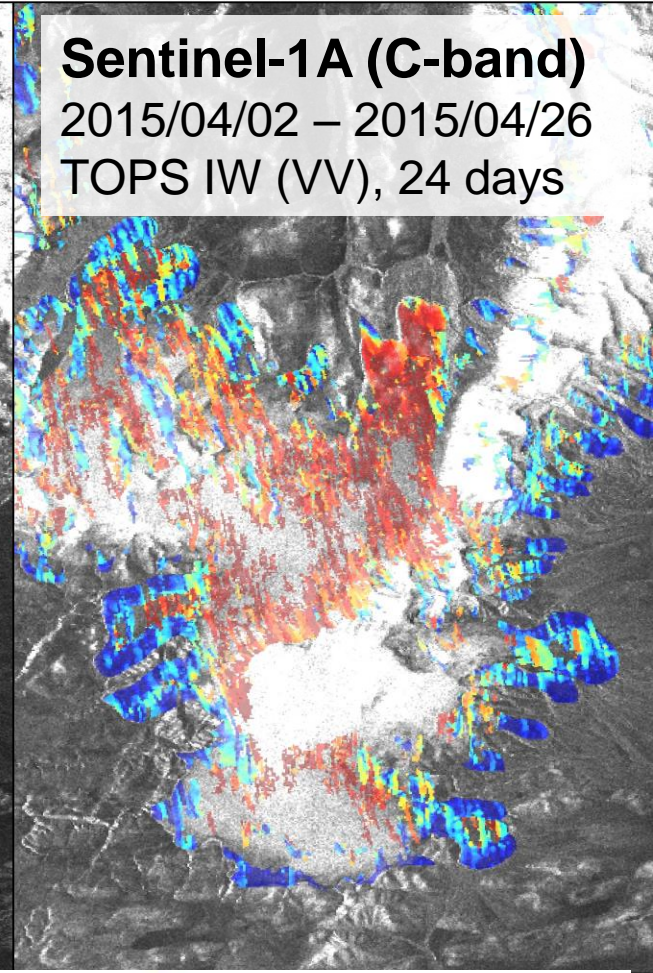 Sentinel-1A (C-band)
2015/04/02 – 2015/04/26
TOPS IW (VV), 24 days